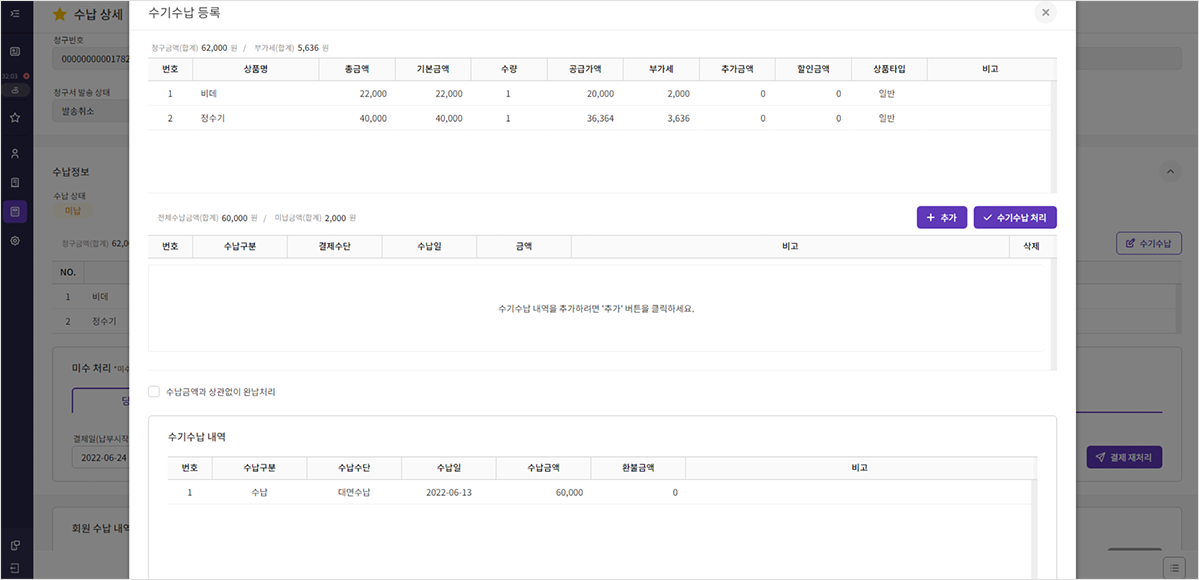 수납 상세
수기수납 등록
청구번호
00000000001782
32:03
청구서 발송 상태
발송취소
수납정보
수납 상태
미납
청구금액(합계) 62,0
수기수납
NO.
1 비데
2 정수기
미수 처리 *미수
당
결제일(납부시작
2022-06-24
결제 재처리
회원 수납 내역
청구금액(합계) 62,000 원 / 부가세(합계) 5,636 원
번호 상품명 총금액 기본금액 수량 공급가액 부가세 추가금액 할인금액 상품타입 비고
1 비데 22,000 22,000 1 20,000 2,000 0 0 일반
2 정수기 40,000 40,000 1 36,364 3,636 0 0 일반
전체수납금액(합계) 60,000 원 / 미납금액(합계) 2,000 원
추가 수기수납 처리
번호 수납구분 결제수단 수납일 금액 비고 삭제
수기수납 내역을 추가하려면 '추가' 버튼을 클릭하세요.
수납금액과 상관없이 완납처리
수기수납 내역
번호 수납구분 수납수단 수납일 수납금액 환불금액 비고
1 수납 대면수납 2022-06-13 60,000 0